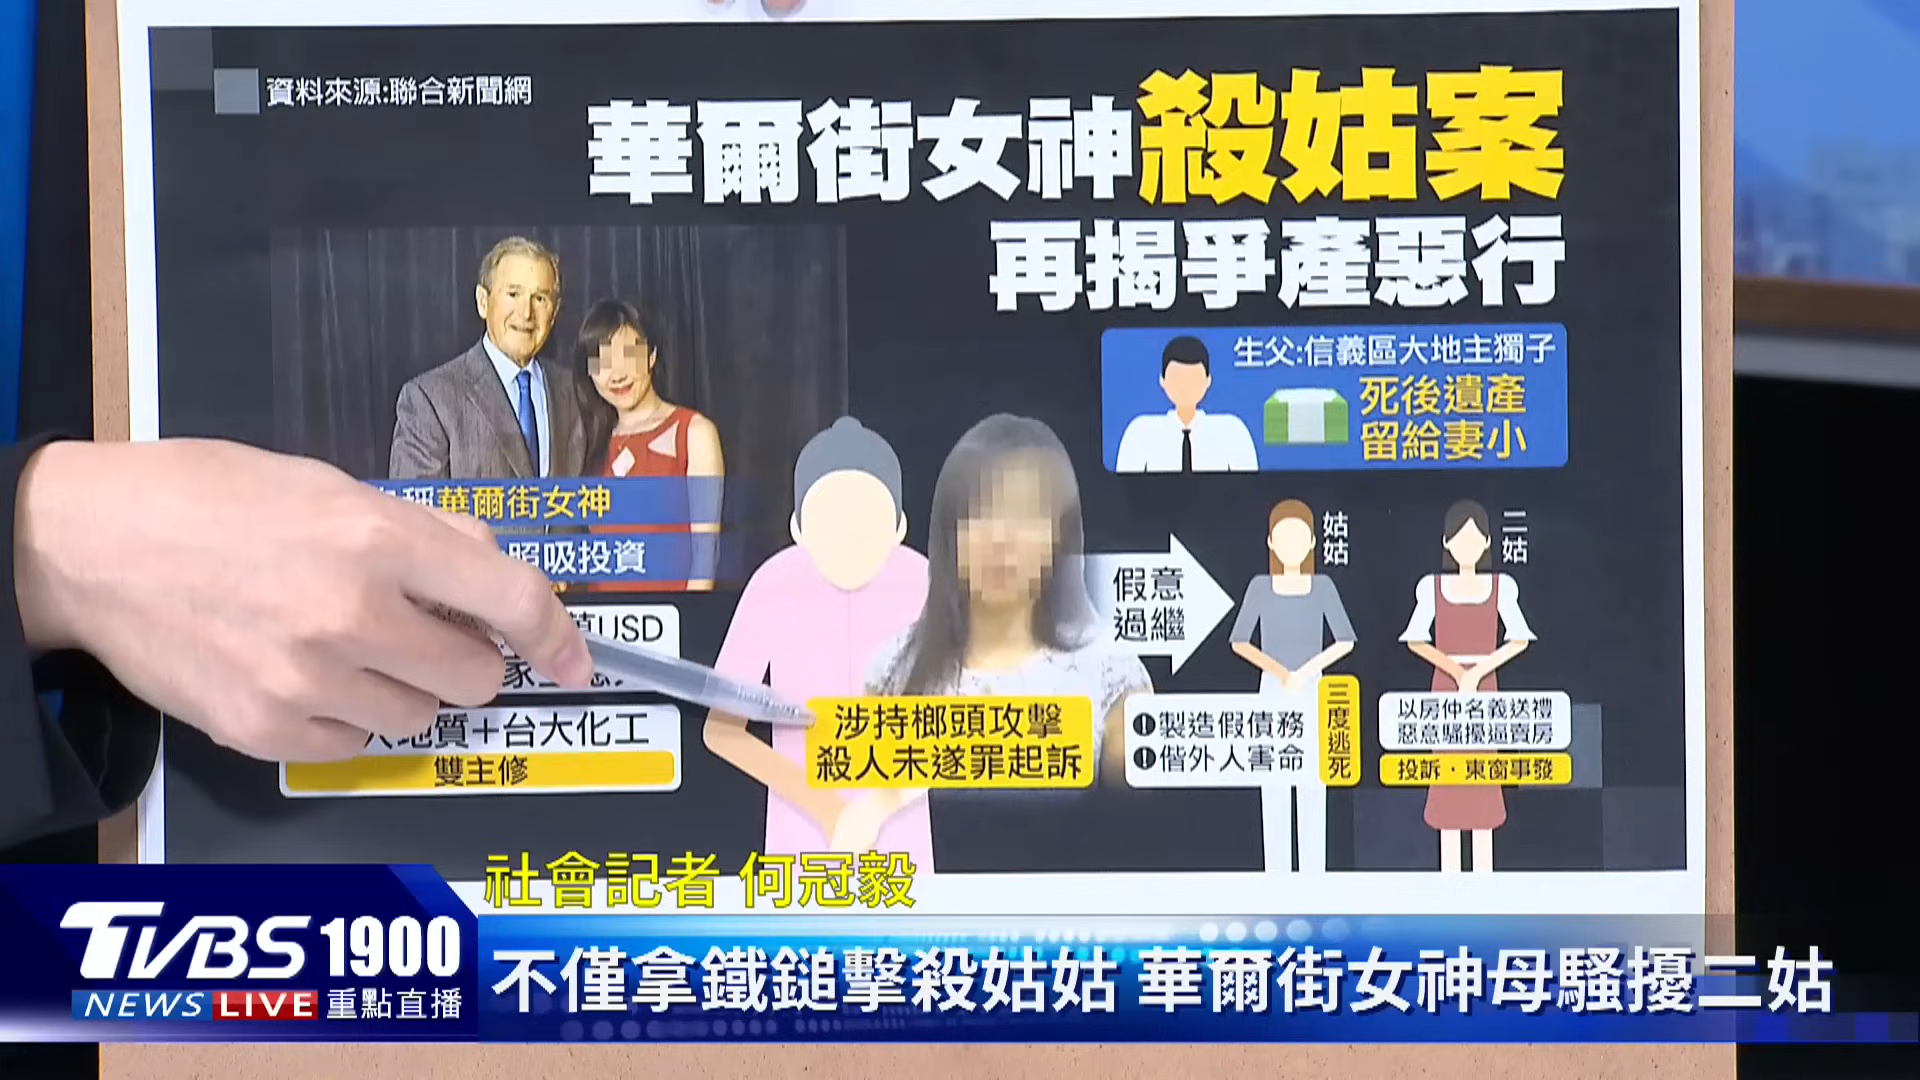 資料來源:聯合新聞網
華爾街女神殺姑案
再揭爭產惡行
生父:信義區大地主獨子
死後遺產
留給妻小
華爾街女神
照吸投資
USD
地質+台大化工
雙主修
假意
過繼
姑姑
二姑
涉持榔頭攻擊
殺人未遂罪起訴
!製造假債務
!偕外人害命
三度逃死
以房仲名義送禮
惡意騷擾逼賣房
投訴・東窗事發
社會記者 何冠毅
TVBS 1900
NEWS LIVE 重點直播
不僅拿鐵鎚擊殺姑姑 華爾街女神母騷擾二姑